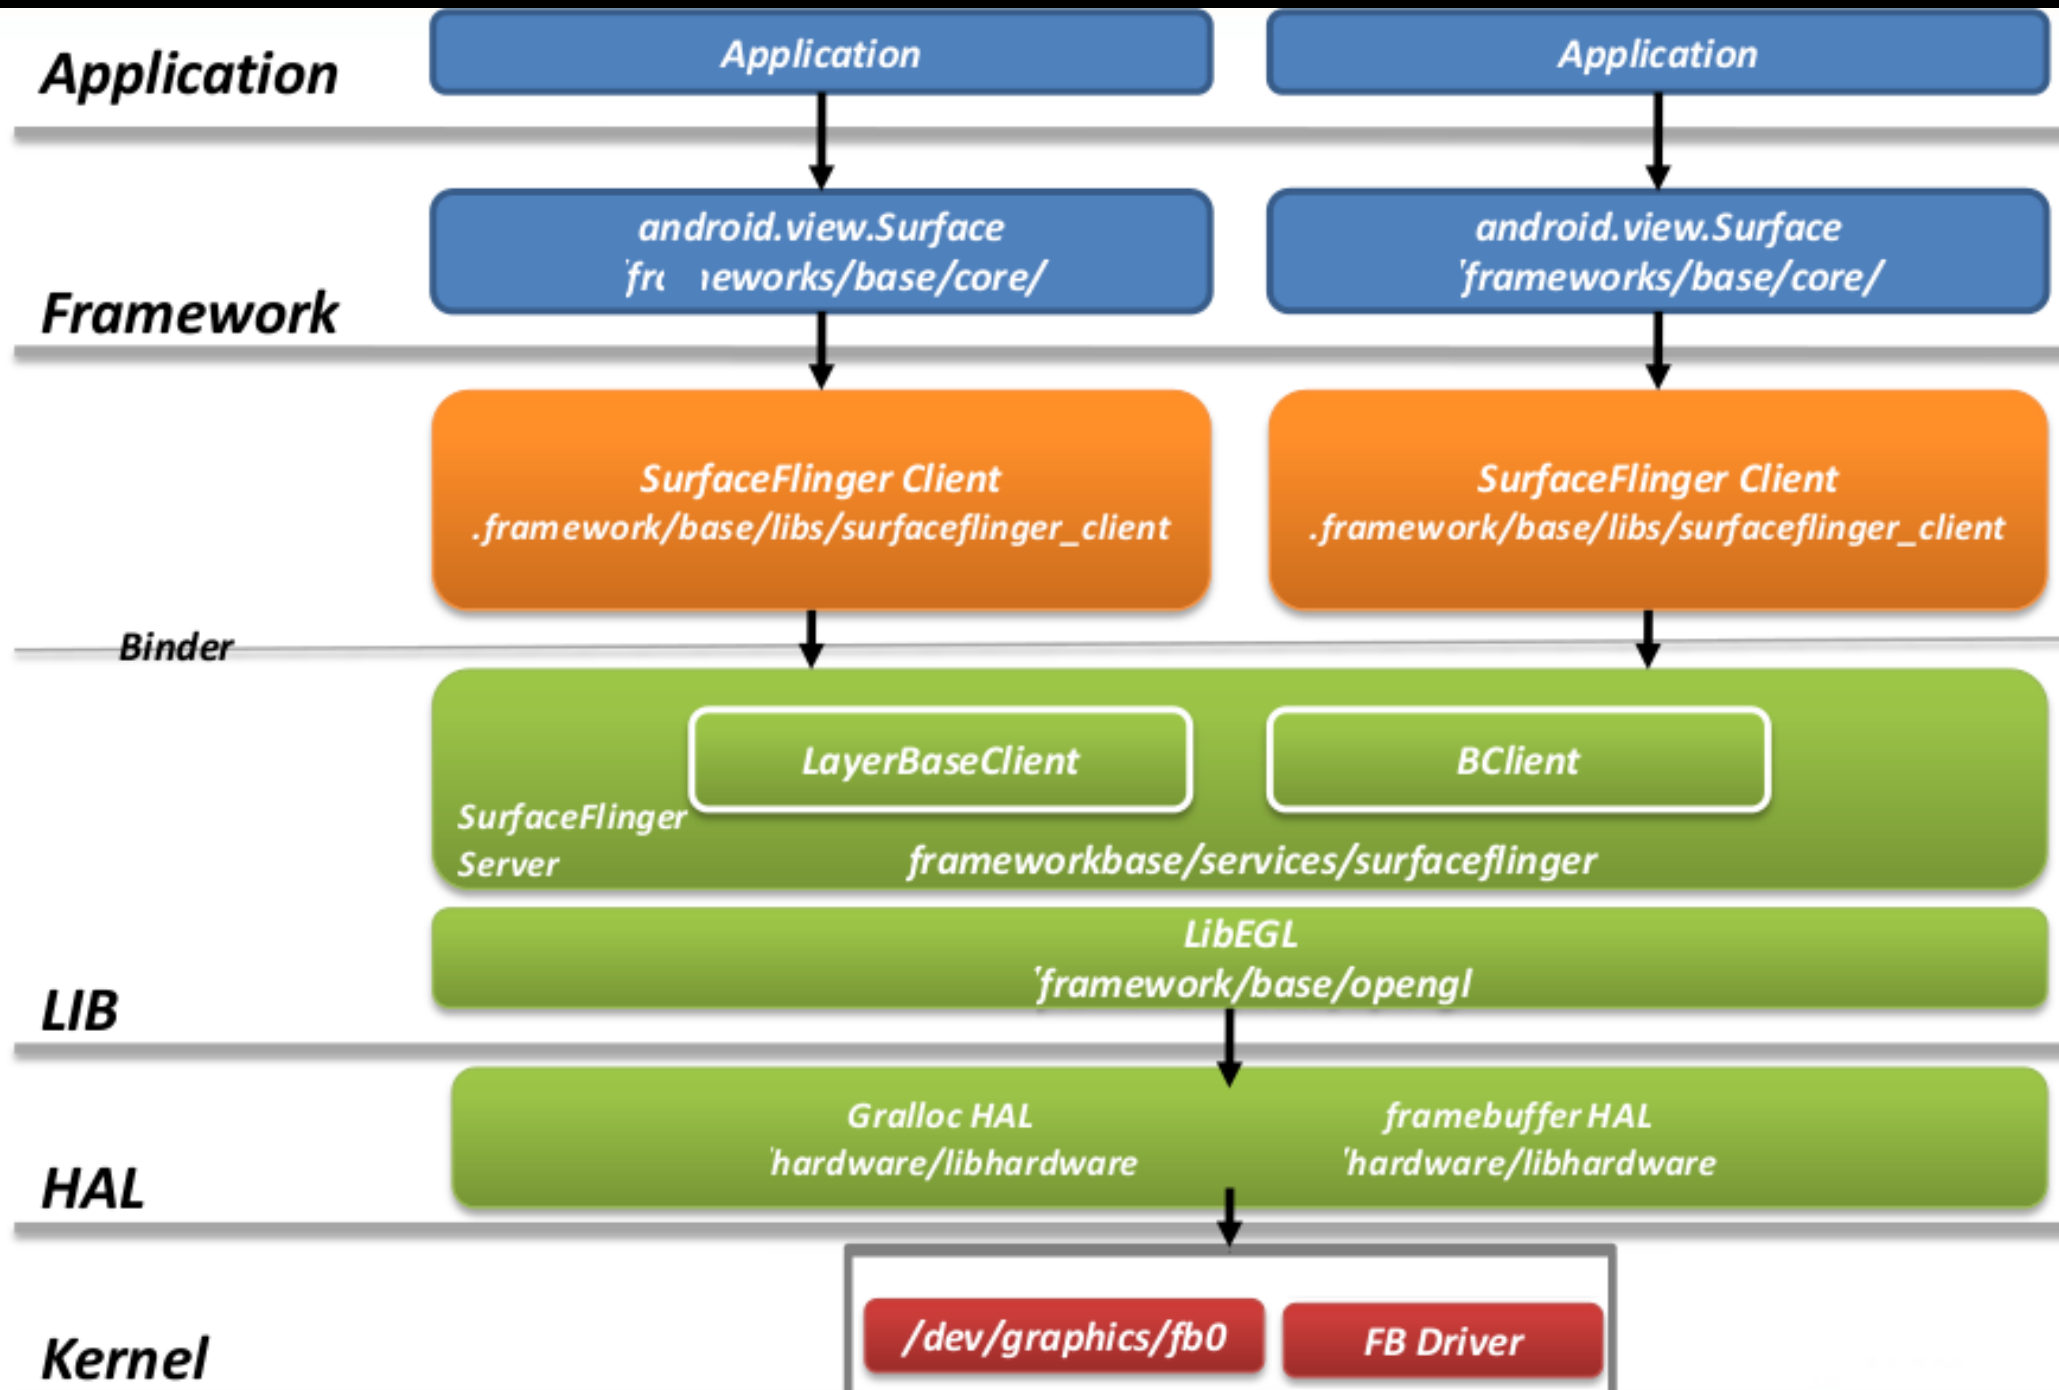 Application
Application
Application
android.view.Surface
'frameworks/base/core/
android.view.Surface
'frameworks/base/core/
Framework
SurfaceFlinger Client
.framework/base/libs/surfaceflinger_client
SurfaceFlinger Client
.framework/base/libs/surfaceflinger_client
Binder
LayerBaseClient
BClient
SurfaceFlinger
Server
frameworkbase/services/surfaceflinger
LibEGL
'framework/base/opengl
LIB
Gralloc HAL
'hardware/libhardware
framebuffer HAL
'hardware/libhardware
HAL
/dev/graphics/fb0
FB Driver
Kernel